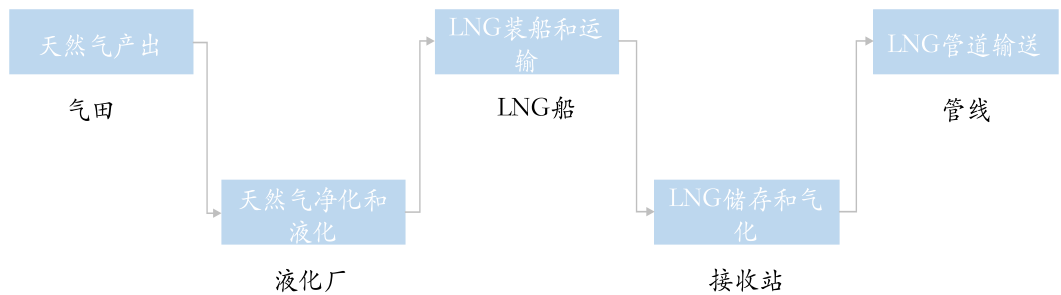 天然气产出
气田
天然气净化和
液化
液化厂
LNG装船和运
输
LNG船
LNG储存和气
化
接收站
LNG管道输送
管线